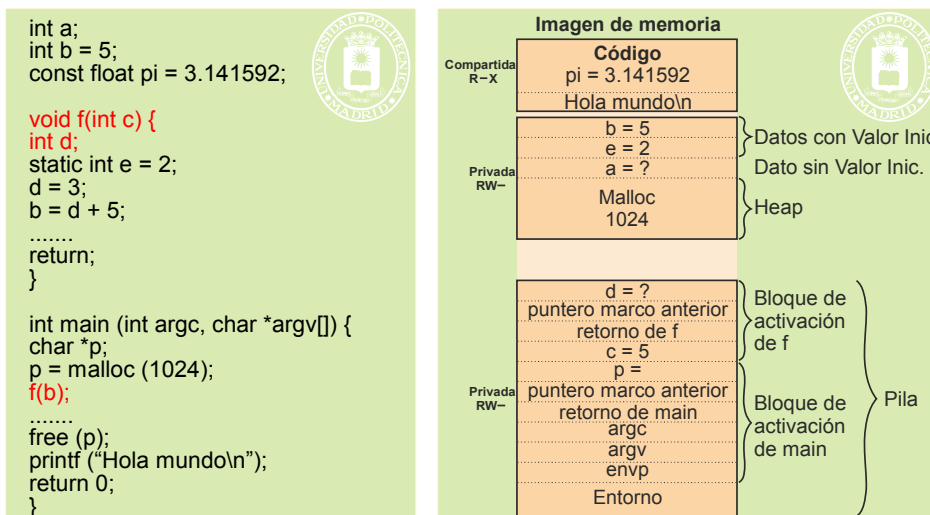 int a;
int b = 5;
const float pi = 3.141592;
void f(int c) {
int d;
static int e = 2;
d = 3;
b = d + 5;
.......
return;
}
int main (int argc, char *argv[]) {
char *p;
p = malloc (1024);
f(b);
.......
free (p);
printf (“Hola mundo\n”);
return 0;
}
UNIVERSIDAD POLITÉCNICA MADRID
Imagen de memoria
Compartida
R–X
Código
pi = 3.141592
Hola mundo\n
Privada
RW–
b = 5
e = 2
a = ?
Malloc
1024
Datos con Valor Inic
Dato sin Valor Inic.
Heap
Privada
RW–
d = ?
puntero marco anterior
retorno de f
c = 5
p =
puntero marco anterior
retorno de main
argc
argv
envp
Entorno
Bloque de
activación
de f
Bloque de
activación
de main
Pila